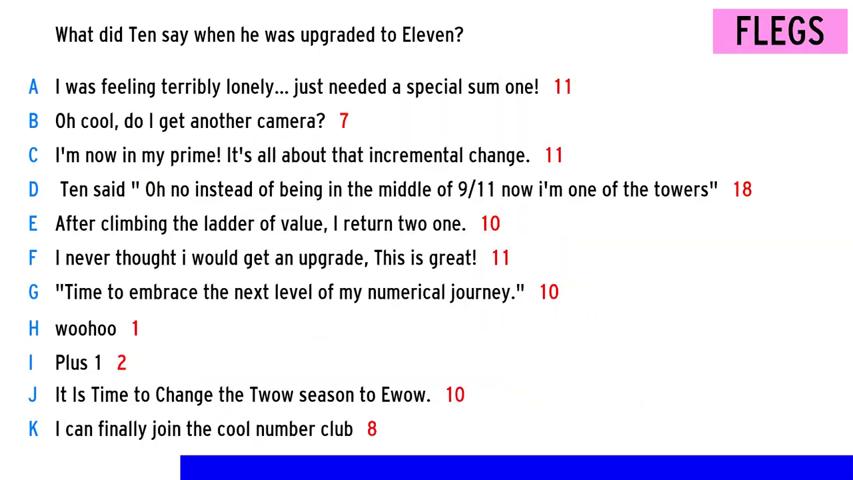 What did Ten say when he was upgraded to Eleven?
FLEGS
A I was feeling terribly lonely... just needed a special sum one! 11
B Oh cool, do I get another camera? 7
C I'm now in my prime! It's all about that incremental change. 11
D Ten said " Oh no instead of being in the middle of 9/11 now i'm one of the towers" 18
E After climbing the ladder of value, I return two one. 10
F I never thought i would get an upgrade, This is great! 11
G "Time to embrace the next level of my numerical journey." 10
H woohoo 1
I Plus 1 2
J It Is Time to Change the Twow season to Ewow. 10
K I can finally join the cool number club 8